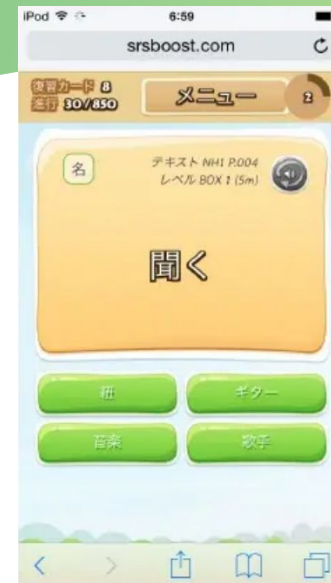 iPod 6:59
srsboost.com
復習カード 8
進行 30/850
メニュー
2
名
テキスト NH1 P.004
レベル BOX 1 (5m)
聞く
ギター
音楽
歌手